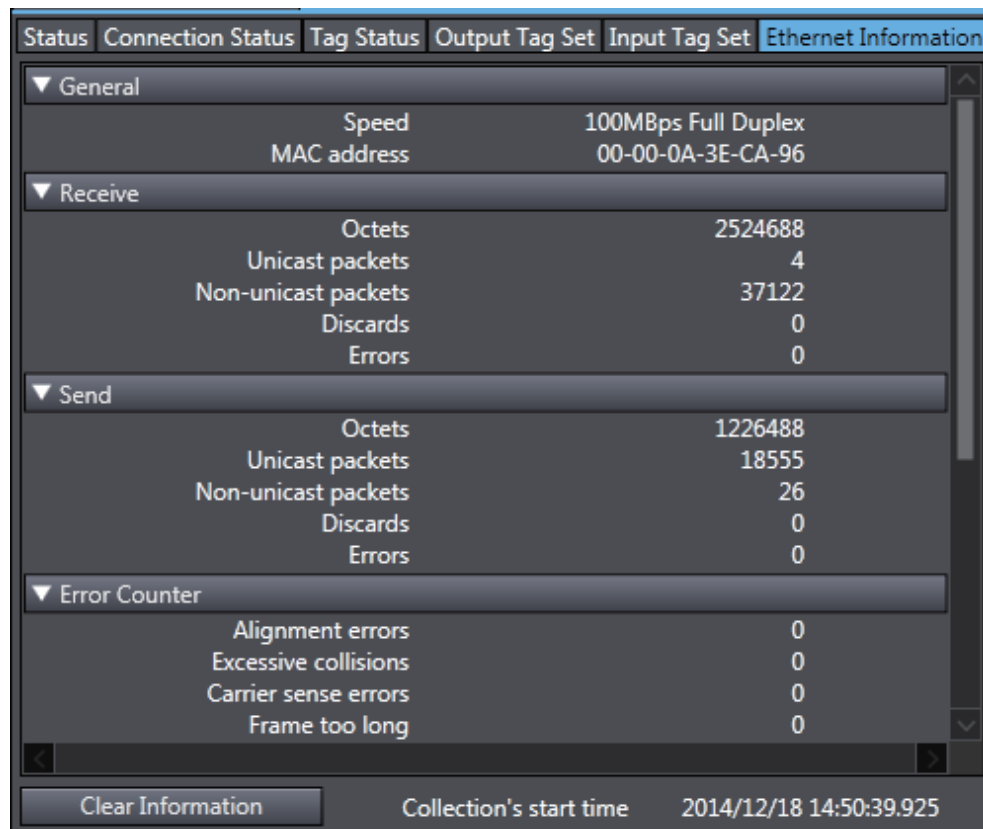 Status Connection Status Tag Status Output Tag Set Input Tag Set Ethernet Information
General
Speed 100MBps Full Duplex
MAC address 00-00-0A-3E-CA-96
Receive
Octets 2524688
Unicast packets 4
Non-unicast packets 37122
Discards 0
Errors 0
Send
Octets 1226488
Unicast packets 18555
Non-unicast packets 26
Discards 0
Errors 0
Error Counter
Alignment errors 0
Excessive collisions 0
Carrier sense errors 0
Frame too long 0
Clear Information Collection's start time 2014/12/18 14:50:39.925